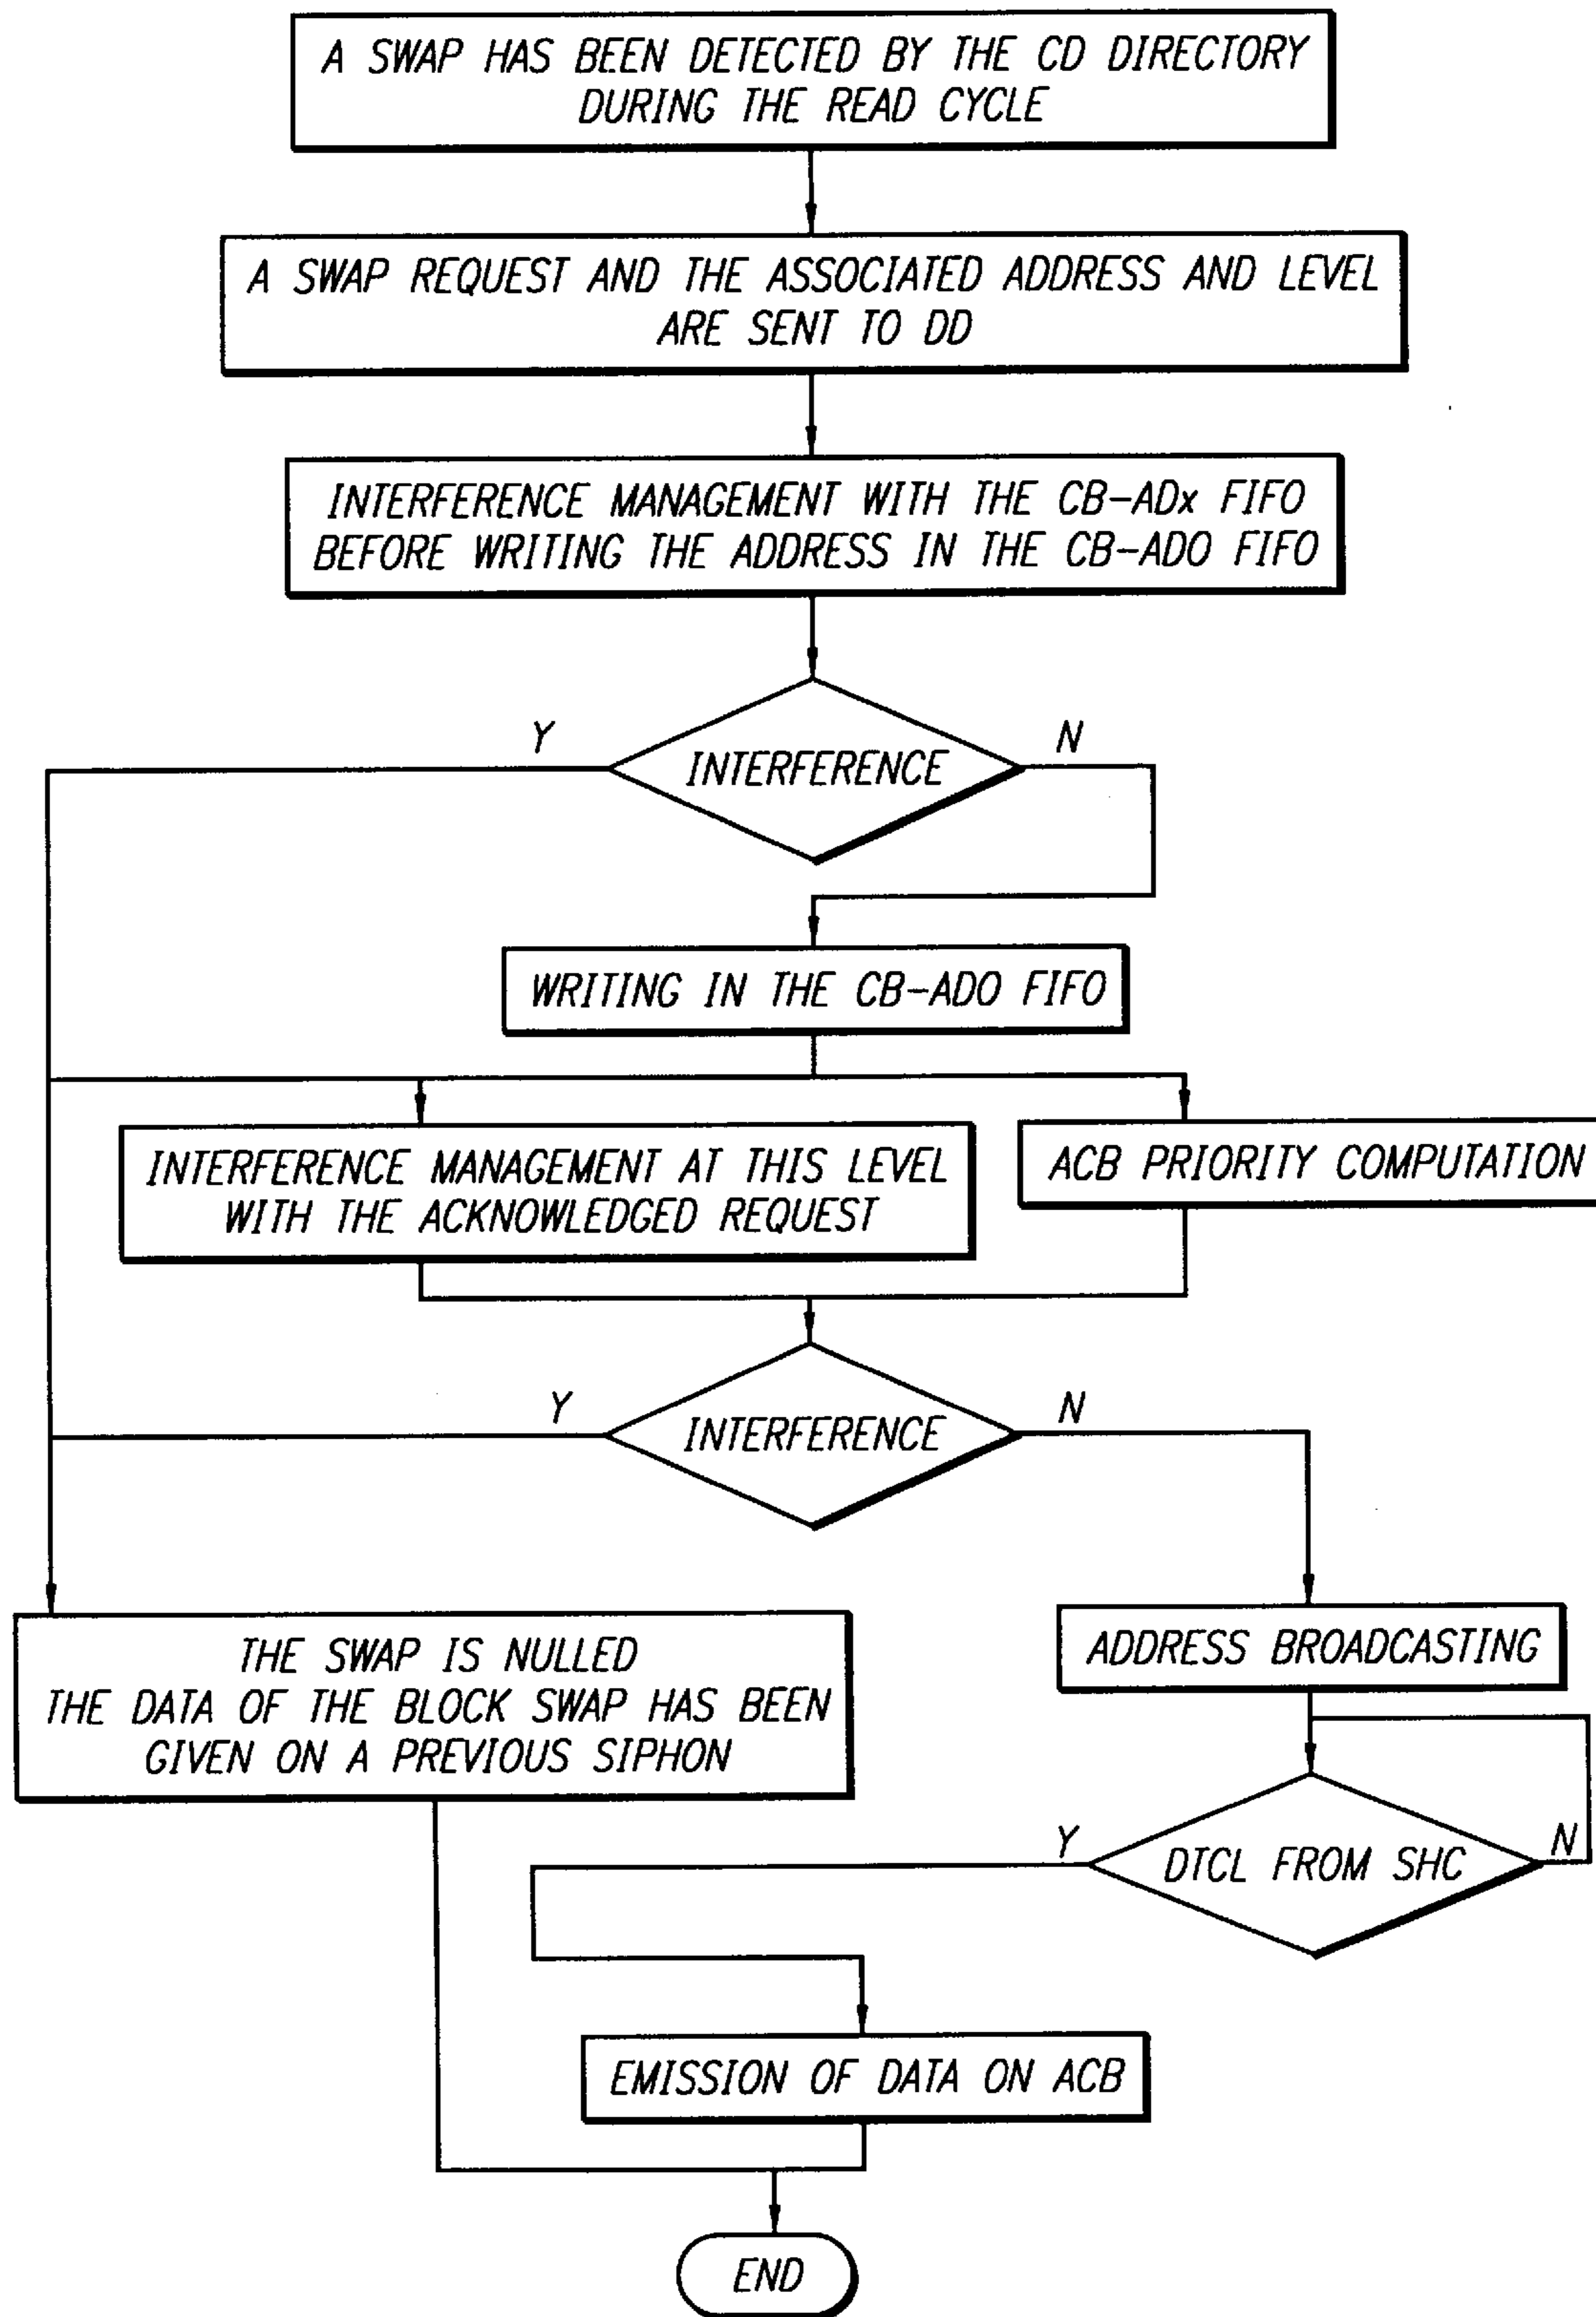 A SWAP HAS BEEN DETECTED BY THE CD DIRECTORY
DURING THE READ CYCLE
A SWAP REQUEST AND THE ASSOCIATED ADDRESS AND LEVEL
ARE SENT TO DD
INTERFERENCE MANAGEMENT WITH THE CB-ADx FIFO
BEFORE WRITING THE ADDRESS IN THE CB-ADO FIFO
Y
N
INTERFERENCE
WRITING IN THE CB-ADO FIFO
INTERFERENCE MANAGEMENT AT THIS LEVEL
WITH THE ACKNOWLEDGED REQUEST
ACB PRIORITY COMPUTATION
Y
N
INTERFERENCE
THE SWAP IS NULLED
THE DATA OF THE BLOCK SWAP HAS BEEN
GIVEN ON A PREVIOUS SIPHON
ADDRESS BROADCASTING
Y
DTCL FROM SHC
N
EMISSION OF DATA ON ACB
END